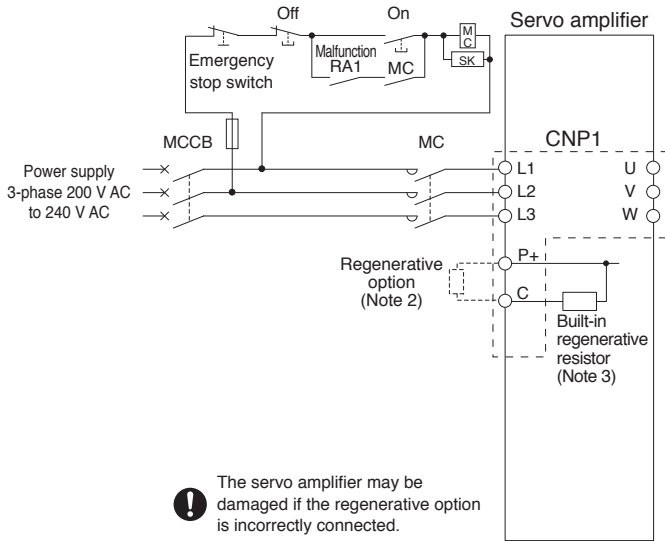 Off
On
Servo amplifier
Emergency
stop switch
Malfunction
RA1
MC
M
C
SK
MCCB
MC
CNP1
Power supply
3-phase 200 V AC
to 240 V AC
L1
L2
L3
U
V
W
Regenerative
option
(Note 2)
P+
C
Built-in
regenerative
resistor
(Note 3)
The servo amplifier may be
damaged if the regenerative option
is incorrectly connected.